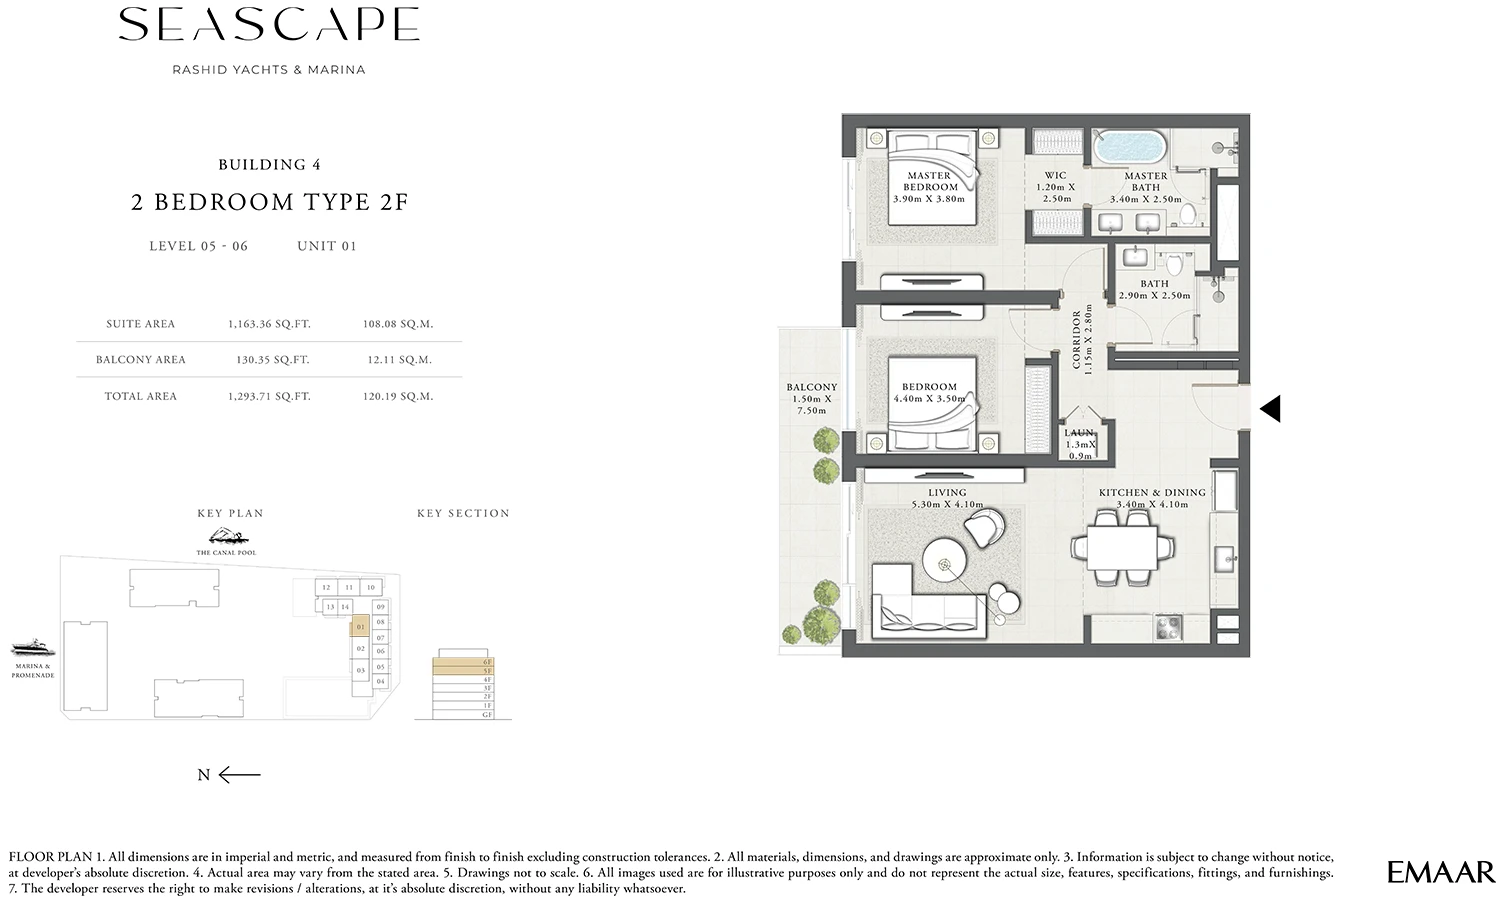 SEASCAPE
RASHID YACHTS & MARINA
BUILDING 4
2 BEDROOM TYPE 2F
LEVEL 05 - 06 UNIT 01
SUITE AREA 1,163.36 SQ.FT. 108.08 SQ.M.
BALCONY AREA 130.35 SQ.FT. 12.11 SQ.M.
TOTAL AREA 1,293.71 SQ.FT. 120.19 SQ.M.
KEY PLAN
THE CANAL POOL
12 11 10
13 14
09
08
07
06
05
04
01
02
03
MARINA &
PROMENADE
N
KEY SECTION
6F
5F
4F
3F
2F
1F
GF
MASTER
BEDROOM
3.90m X 3.80m
WIC
1.20m X
2.50m
MASTER
BATH
3.40m X 2.50m
BATH
2.90m X 2.50m
CORRIDOR
1.15m X 2.80m
BALCONY
1.50m X
7.50m
BEDROOM
4.40m X 3.50m
LAUN.
1.3mX
0.9m
LIVING
5.30m X 4.10m
KITCHEN & DINING
3.40m X 4.10m
FLOOR PLAN 1. All dimensions are in imperial and metric, and measured from finish to finish excluding construction tolerances. 2. All materials, dimensions, and drawings are approximate only. 3. Information is subject to change without notice,
at developer's absolute discretion. 4. Actual area may vary from the stated area. 5. Drawings not to scale. 6. All images used are for illustrative purposes only and do not represent the actual size, features, specifications, fittings, and furnishings.
7. The developer reserves the right to make revisions / alterations, at it's absolute discretion, without any liability whatsoever.
EMAAR